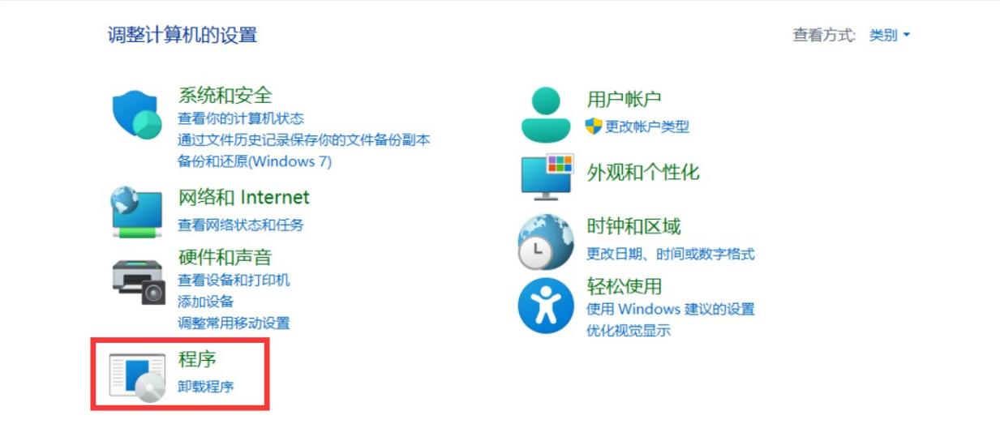 调整计算机的设置
查看方式: 类别
系统和安全
查看你的计算机状态
通过文件历史记录保存你的文件备份副本
备份和还原(Windows 7)
网络和 Internet
查看网络状态和任务
硬件和声音
查看设备和打印机
添加设备
调整常用移动设置
程序
卸载程序
用户帐户
更改帐户类型
外观和个性化
时钟和区域
更改日期、时间或数字格式
轻松使用
使用 Windows 建议的设置
优化视觉显示